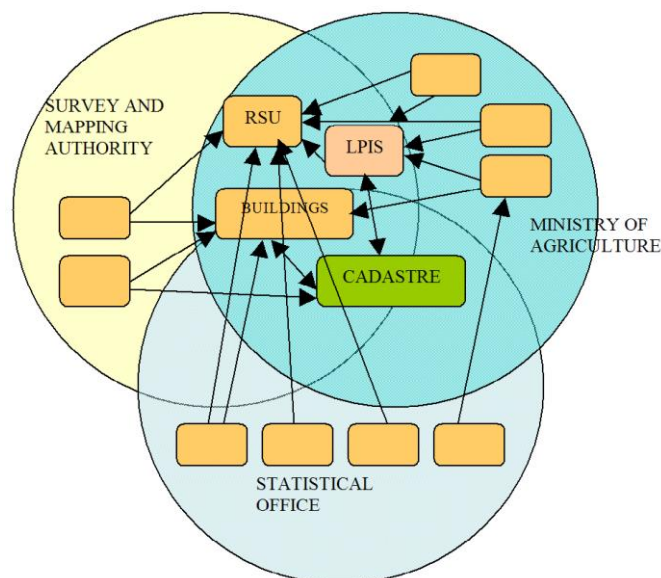 SURVEY AND
MAPPING
AUTHORITY
RSU
LPIS
BUILDINGS
MINISTRY OF
AGRICULTURE
CADASTRE
STATISTICAL
OFFICE